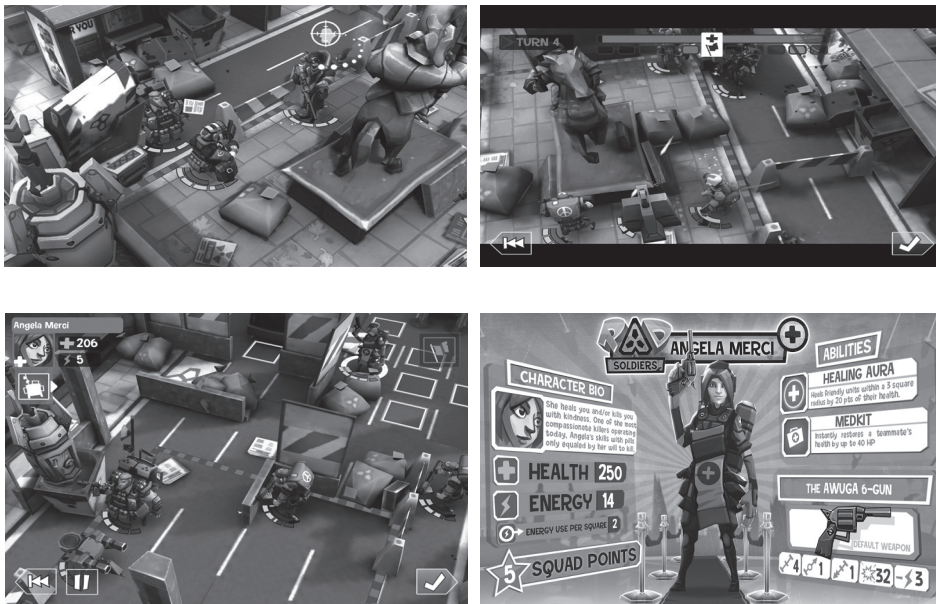 YOU
TURN 4
Angela Merci
206
5
RAD
SOLDIERS
ANGELA MERCI
CHARACTER BIO
She heals you and/or kills you
with kindness. One of the most
compassionate killers operating
today, Angela's skills with pills
only equaled by her will to kill.
HEALTH 250
ENERGY 14
ENERGY USE PER SQUARE 2
5 SQUAD POINTS
ABILITIES
HEALING AURA
Heals friendly units within a 3 square
radius by 20 pts of their health.
MEDKIT
Instantly restores a teammate's
health by up to 40 HP
THE AWUGA 6-GUN
DEFAULT WEAPON
4 1 1 32 -3